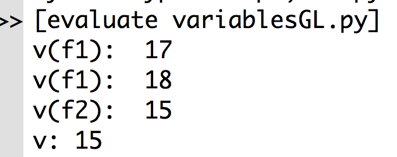 >> [evaluate variablesGL.py]
v(f1):  17
v(f1):  18
v(f2):  15
v: 15